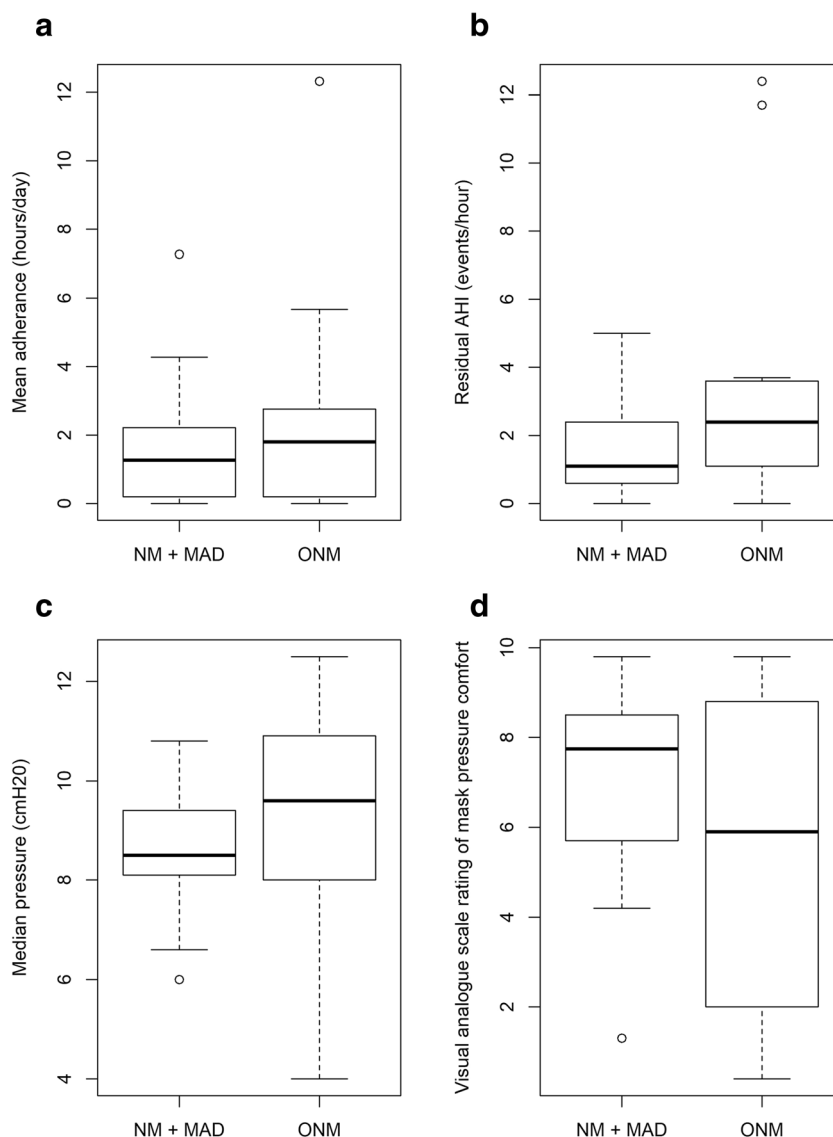 a
Mean adherance (hours/day)
12
10
8
6
4
2
0
NM + MAD
ONM
b
Residual AHI (events/hour)
12
10
8
6
4
2
0
NM + MAD
ONM
c
Median pressure (cmH20)
12
10
8
6
4
NM + MAD
ONM
d
Visual analogue scale rating of mask pressure comfort
10
8
6
4
2
NM + MAD
ONM